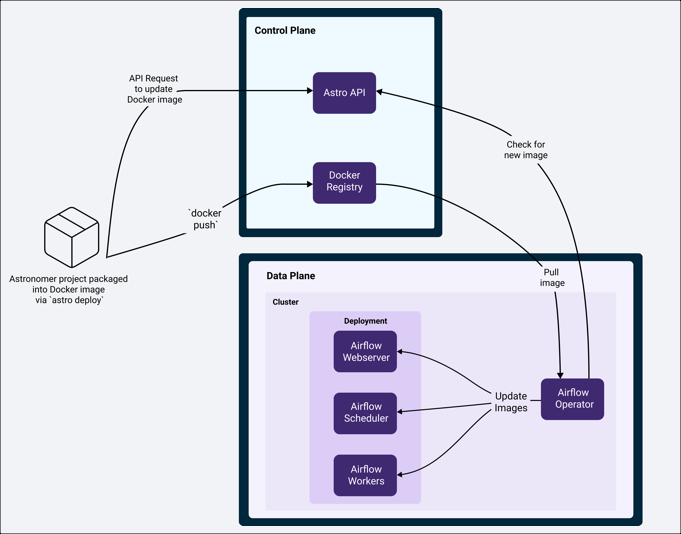 Control Plane
API Request
to update
Docker image
Astro API
Check for
new image
Docker
Registry
`docker
push`
Astronomer project packaged
into Docker image
via `astro deploy`
Data Plane
Pull
image
Cluster
Deployment
Airflow
Webserver
Airflow
Scheduler
Airflow
Workers
Update
Images
Airflow
Operator